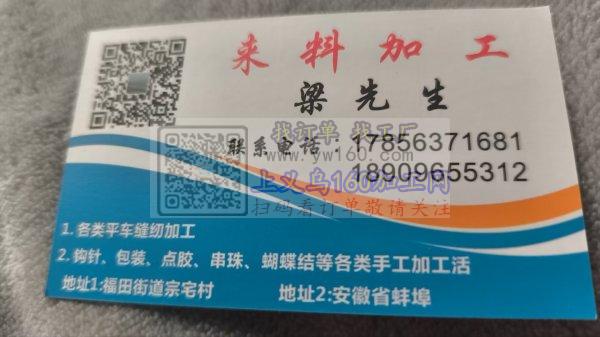 来料加工
梁先生
联系电话：17856371681
18909655312
找订单 找工厂
www.yw160.com
上义乌160加工网
扫码看订单敬请关注
1.各类平车缝纫加工
2.钩针、包装、点胶、串珠、蝴蝶结等各类手工加工活
地址1:福田街道宗宅村 地址2:安徽省蚌埠